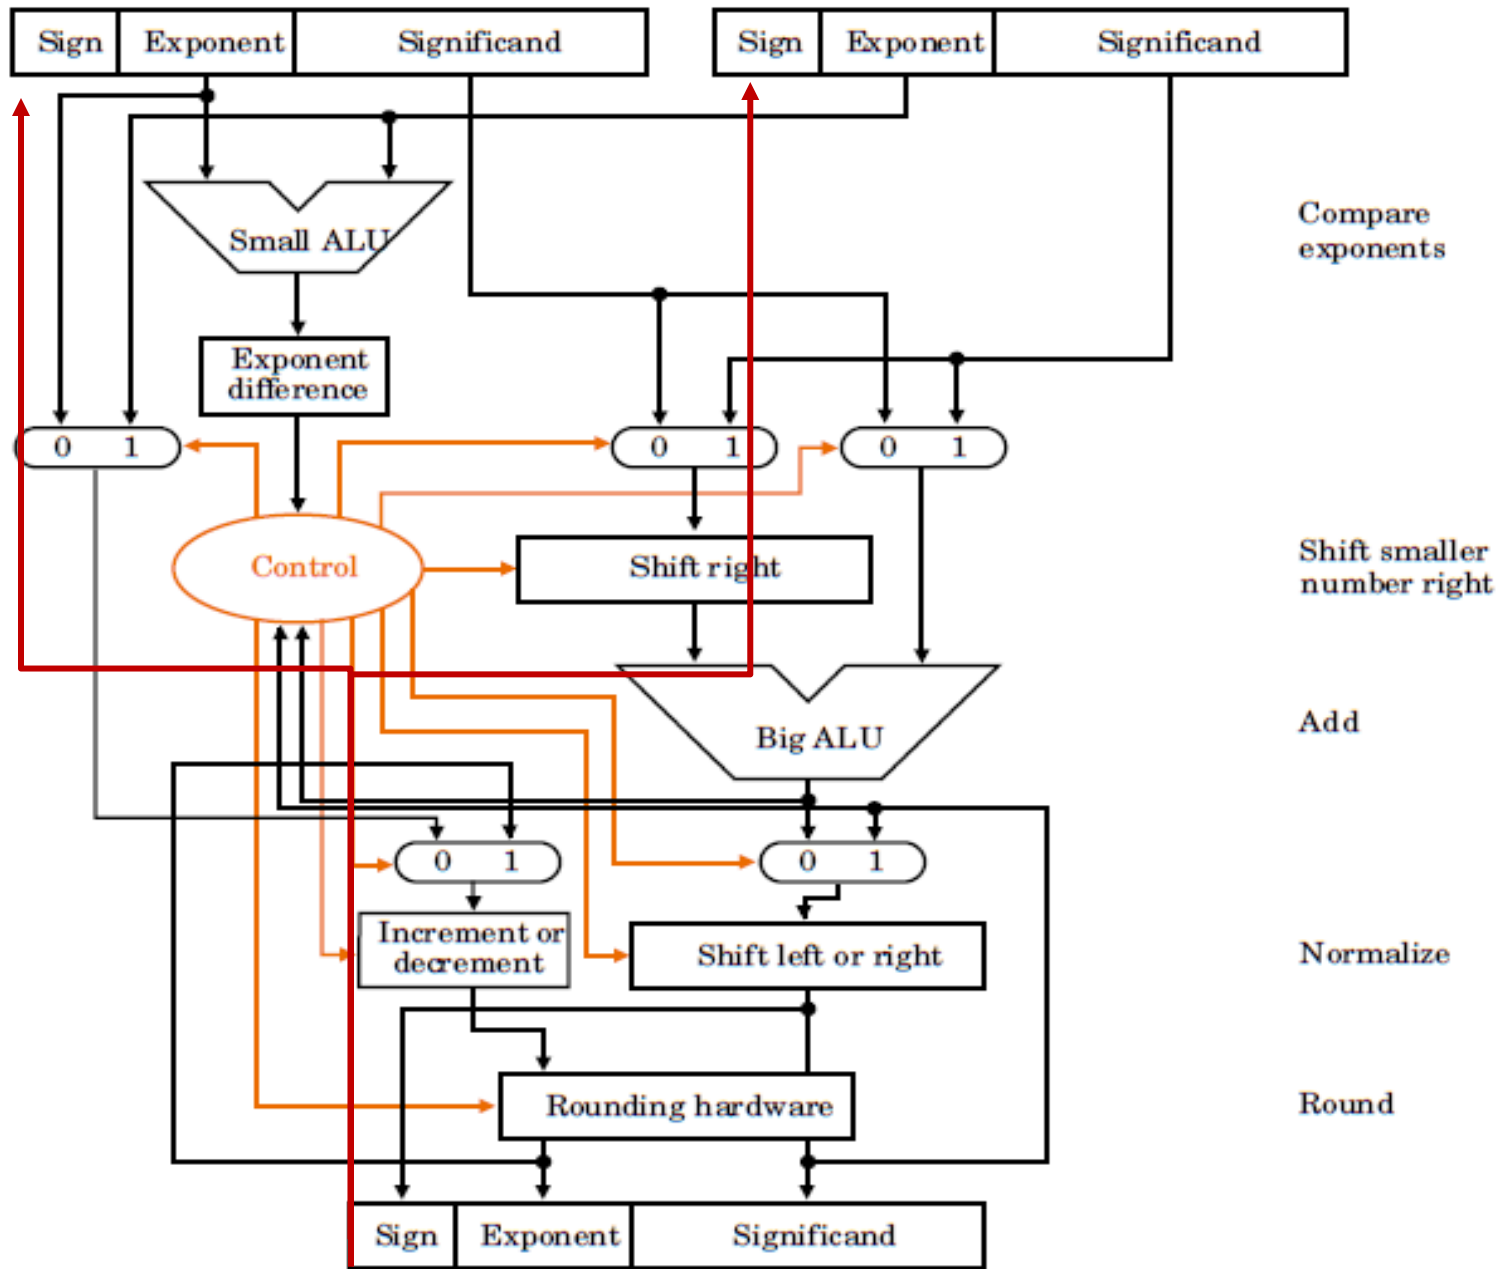 Sign Exponent Significand Sign Exponent Significand
Compare
exponents
Small ALU
Exponent
difference
0 1 0 1 0 1
Control
Shift right
Shift smaller
number right
Add
Big ALU
0 1 0 1
Increment or
decrement
Shift left or right
Normalize
Rounding hardware
Round
Sign Exponent Significand